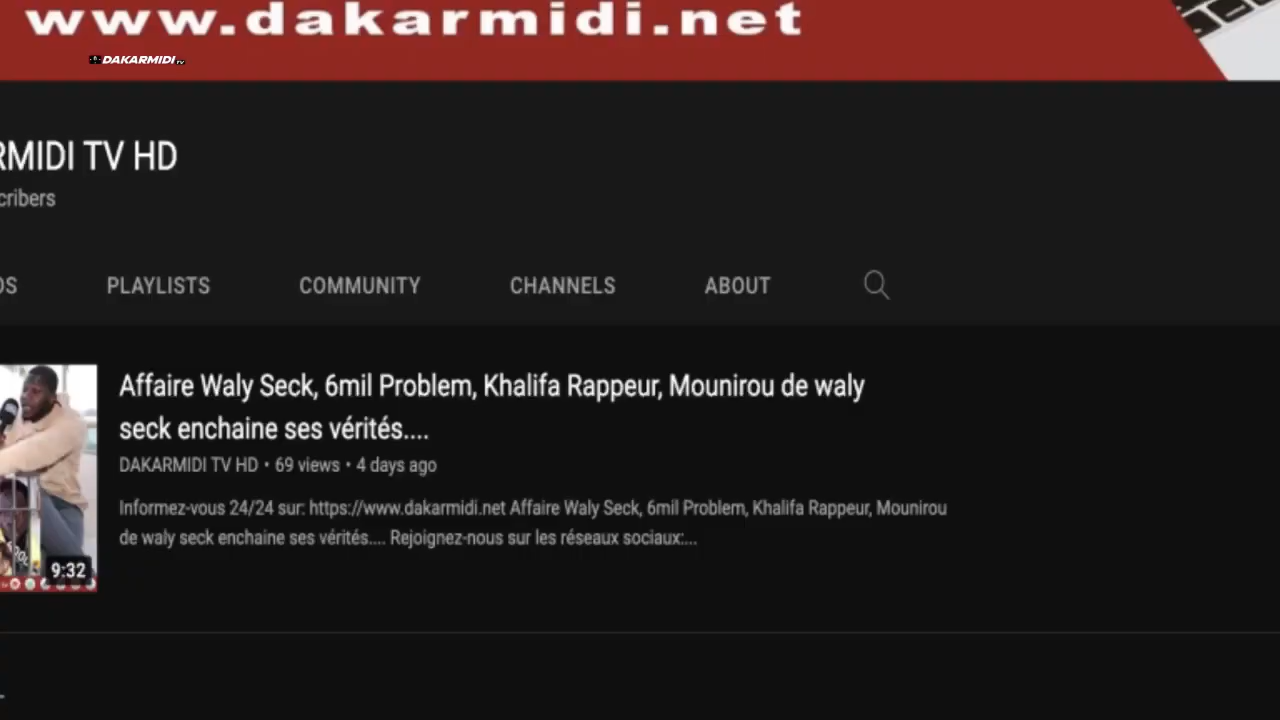 www.dakarmidi.net
DAKARMIDI TV
RMIDI TV HD
cribers
OS
PLAYLISTS
COMMUNITY
CHANNELS
ABOUT
Affaire Waly Seck, 6mil Problem, Khalifa Rappeur, Mounirou de waly
seck enchaine ses vérités....
DAKARMIDI TV HD • 69 views • 4 days ago
Informez-vous 24/24 sur: https://www.dakarmidi.net Affaire Waly Seck, 6mil Problem, Khalifa Rappeur, Mounirou
de waly seck enchaine ses vérités.... Rejoignez-nous sur les réseaux sociaux:...
9:32